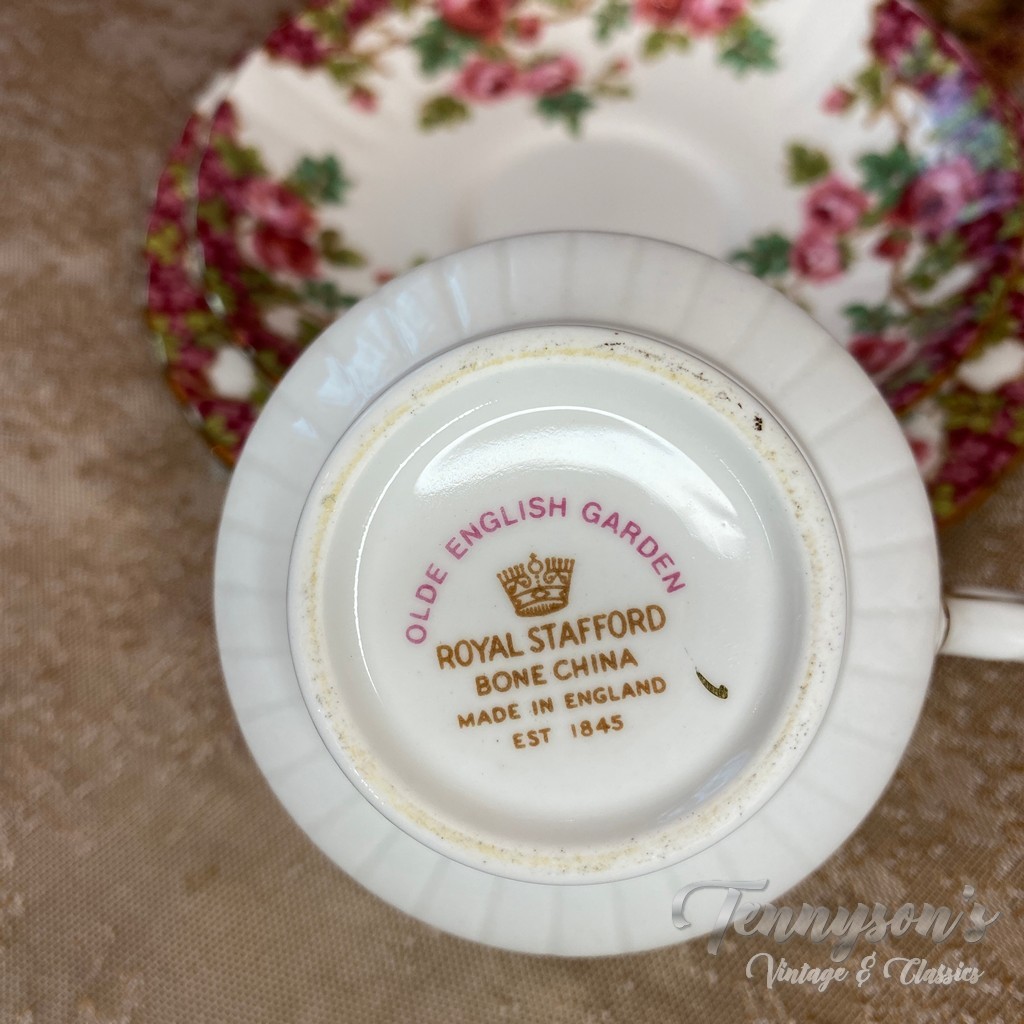 OLDE ENGLISH GARDEN
ROYAL STAFFORD
BONE CHINA
MADE IN ENGLAND
EST 1845
Tennyson's
Vintage & Classics